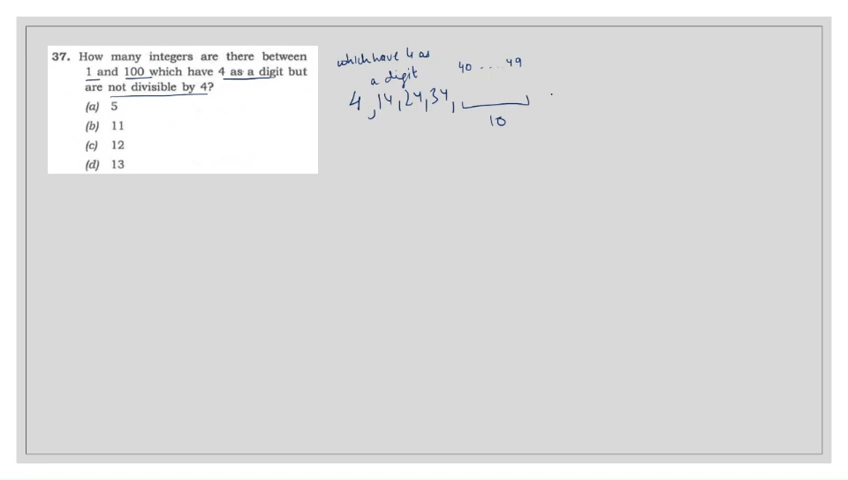 37. How many integers are there between
1 and 100 which have 4 as a digit but
are not divisible by 4?
(a) 5
(b) 11
(c) 12
(d) 13
which have 4 as
a digit
40 .... 49
4, 14, 24, 34,
10